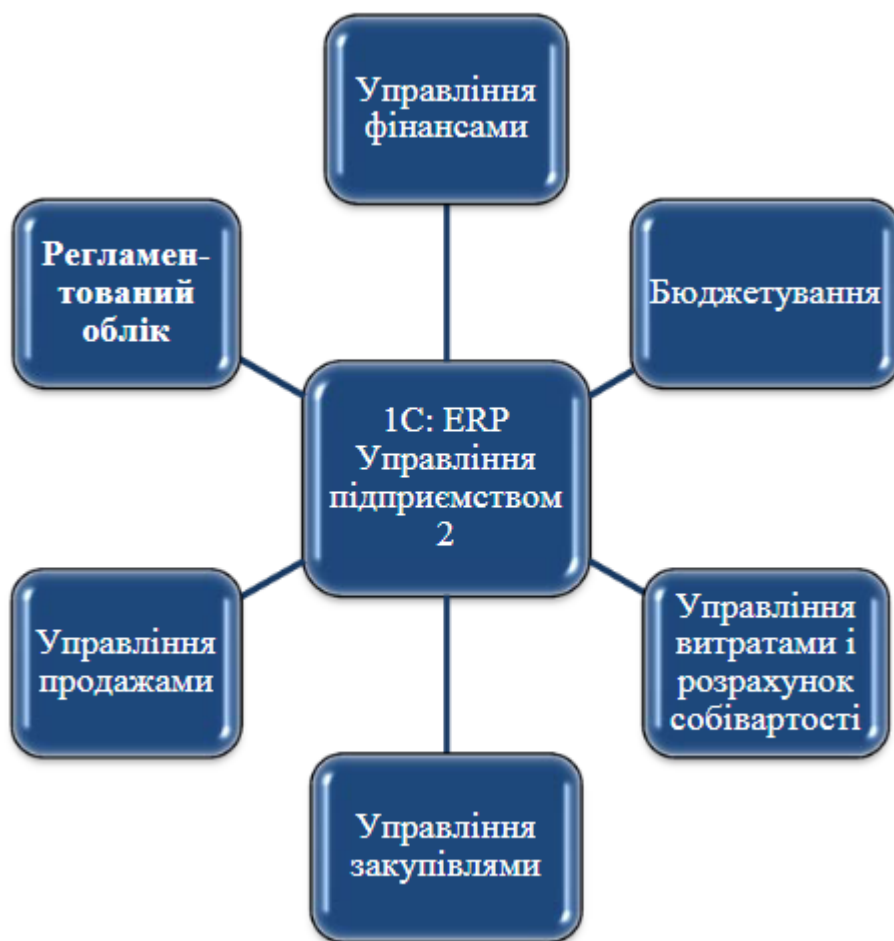 Управління
фінансами
Регламен-
тований
облік
Бюджетування
1С: ERP
Управління
підприємством
2
Управління
продажами
Управління
витратами і
розрахунок
собівартості
Управління
закупівлями